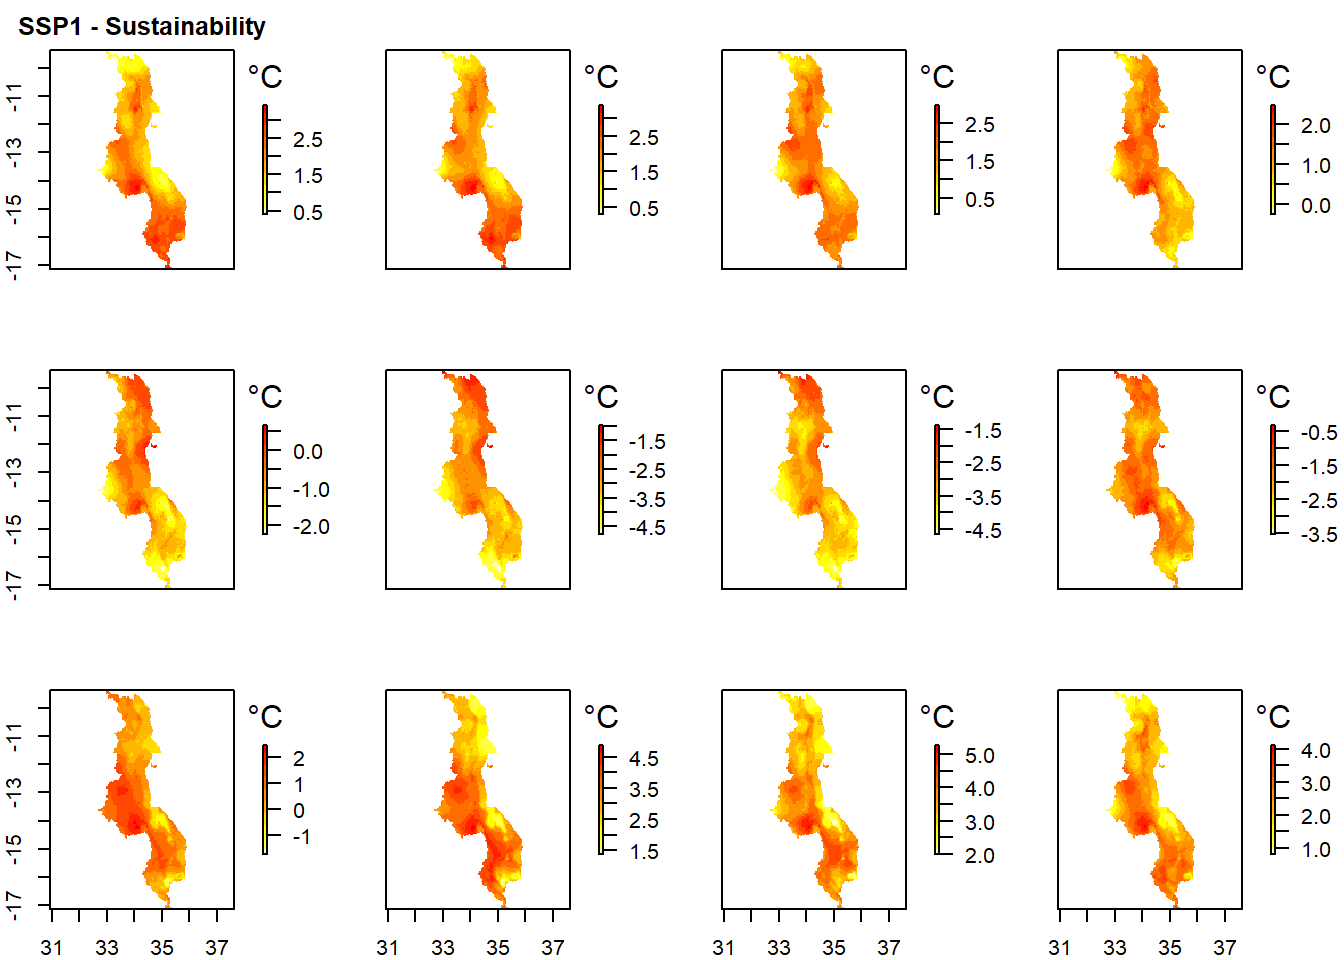 SSP1 - Sustainability
°C °C °C °C
-11 2.5 2.5 2.5 2.0
-13 1.5 1.5 1.5 1.0
-15 0.5 0.5 0.5 0.0
-17
°C °C °C °C
-11 0.0 -1.5 -1.5 -0.5
-13 -1.0 -2.5 -2.5 -1.5
-15 -2.0 -3.5 -3.5 -2.5
-17 -4.5 -4.5 -3.5
°C °C °C °C
-11 2 4.5 5.0 4.0
-13 1 3.5 4.0 3.0
-15 0 2.5 3.0 2.0
-17 -1 1.5 2.0 1.0
31 33 35 37 31 33 35 37 31 33 35 37 31 33 35 37